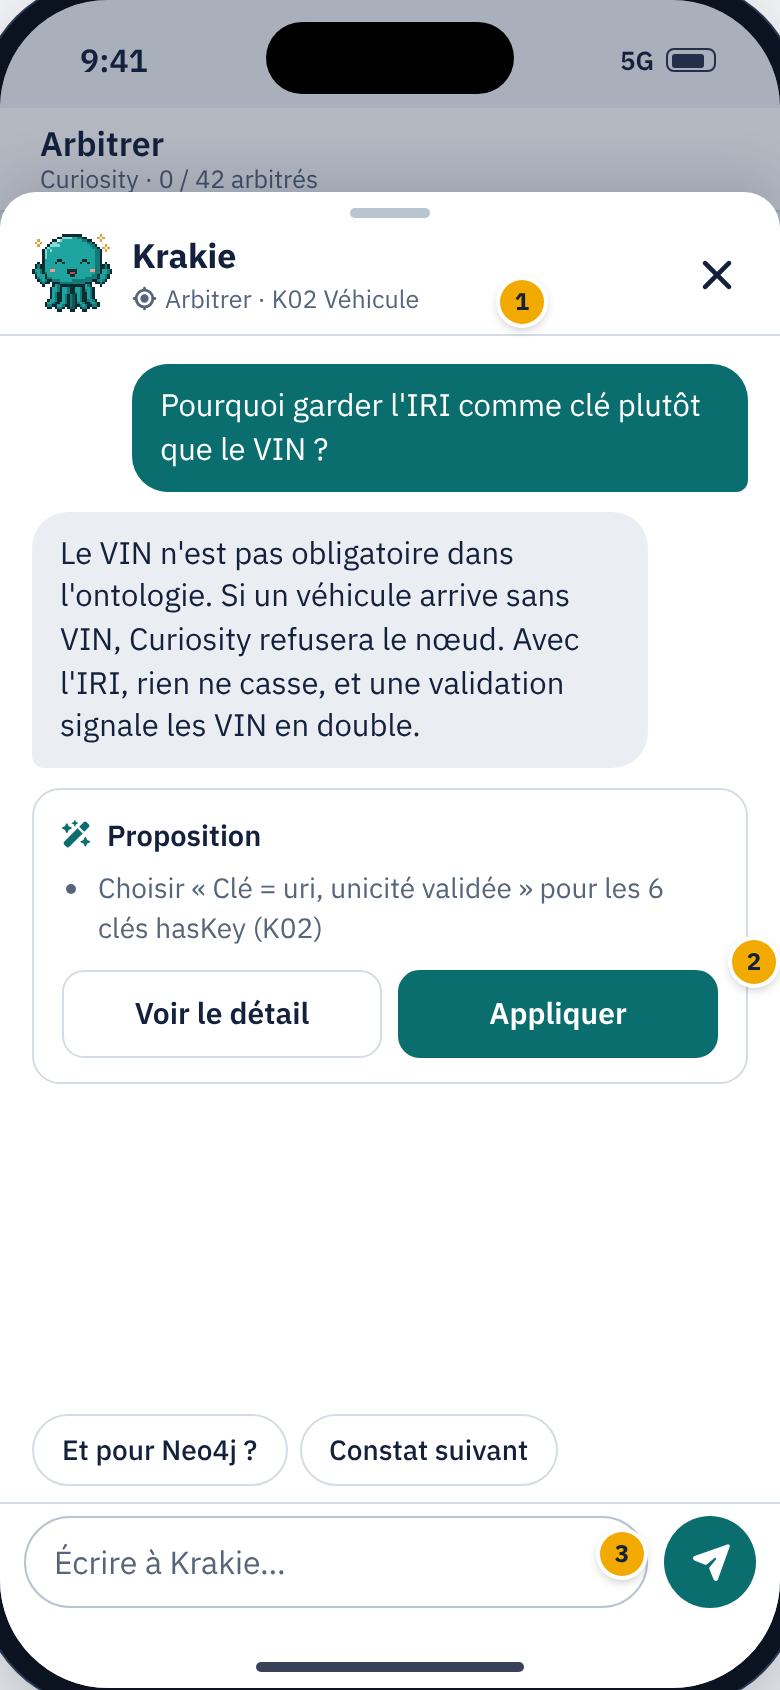 9:41
5G
Arbitrer
Curiosity · 0 / 42 arbitrés
Krakie
Arbitrer · K02 Véhicule
1
Pourquoi garder l'IRI comme clé plutôt
que le VIN ?
Le VIN n'est pas obligatoire dans
l'ontologie. Si un véhicule arrive sans
VIN, Curiosity refusera le nœud. Avec
l'IRI, rien ne casse, et une validation
signale les VIN en double.
Proposition
• Choisir « Clé = uri, unicité validée » pour les 6
clés hasKey (K02)
2
Voir le détail
Appliquer
Et pour Neo4j ?
Constat suivant
Écrire à Krakie...
3